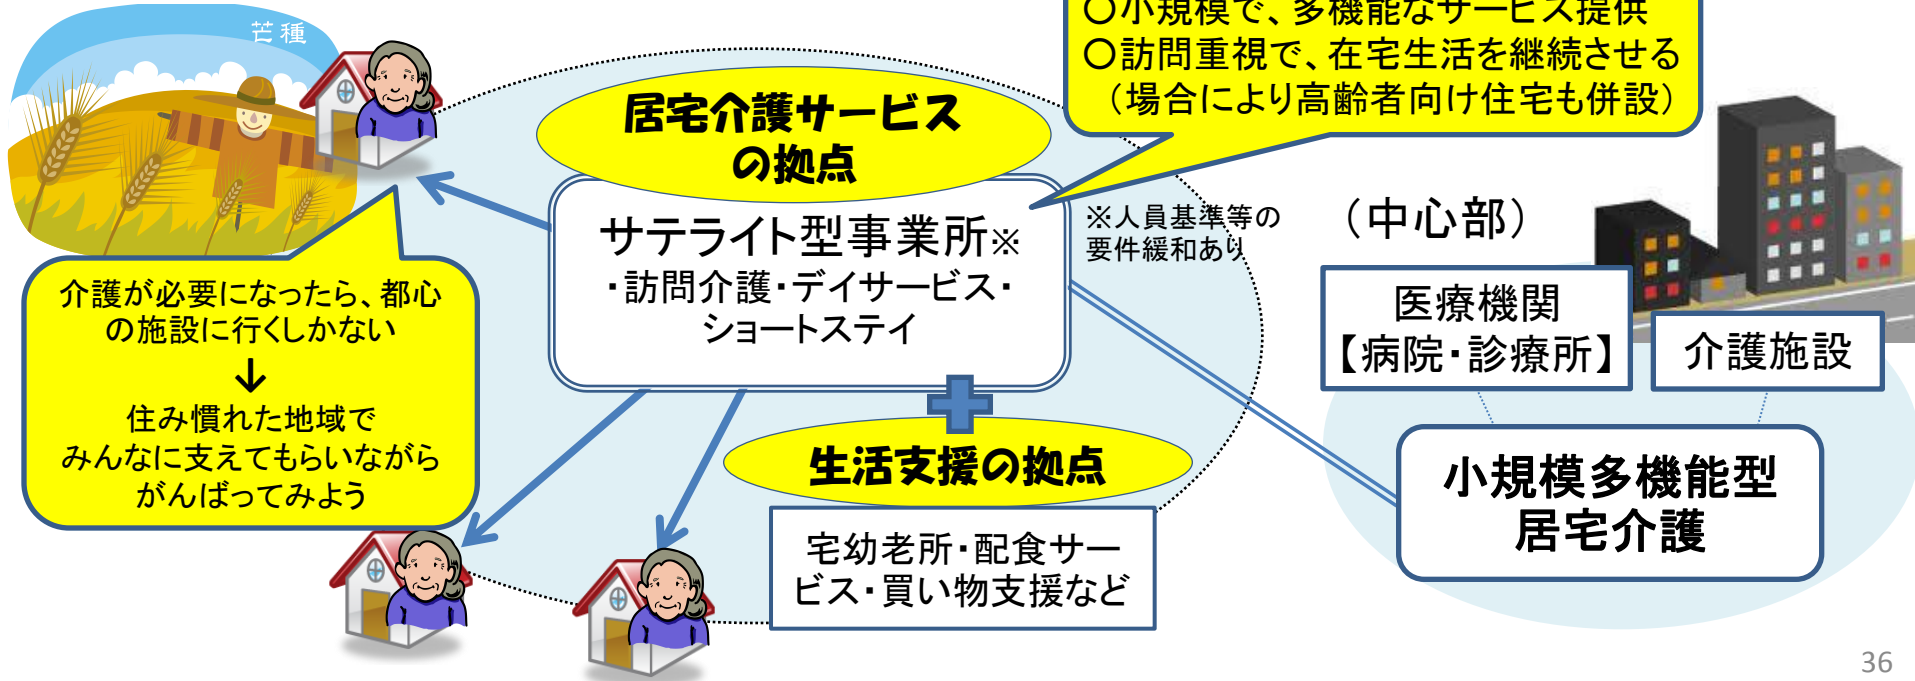 〇小規模で、多機能なサービス提供
〇訪問重視で、在宅生活を継続させる
（場合により高齢者向け住宅も併設）
芒種
居宅介護サービス
の拠点
サテライト型事業所※
・訪問介護・デイサービス・
ショートステイ
※人員基準等の
要件緩和あり
（中心部）
介護が必要になったら、都心
の施設に行くしかない
↓
住み慣れた地域で
みんなに支えてもらいながら
がんばってみよう
医療機関
【病院・診療所】
介護施設
生活支援の拠点
宅幼老所・配食サー
ビス・買い物支援など
小規模多機能型
居宅介護
36